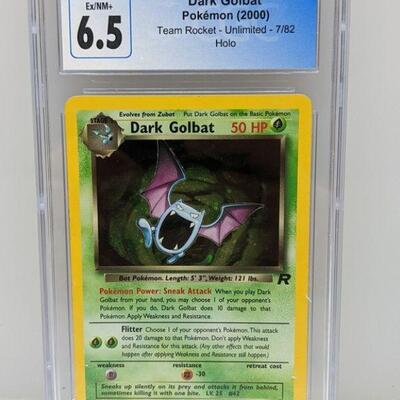 Ex/NM+
6.5
Dark Golbat
Pokémon (2000)
Team Rocket - Unlimited - 7/82
Holo
Evolves from Zubat Put Dark Golbat on the Basic Pokémon
STAGE 1
Dark Golbat 50 HP
Bat Pokémon. Length: 5' 3", Weight: 121 lbs.
R
Pokémon Power: Sneak Attack When you play Dark
Golbat from your hand, you may choose 1 of your opponent's
Pokémon. If you do, Dark Golbat does 10 damage to that
Pokémon. Apply Weakness and Resistance.
Flitter Choose 1 of your opponent's Pokémon. This attack
does 20 damage to that Pokémon. Don't apply Weakness
and Resistance for this attack. (Any other effects that would
happen after applying Weakness and Resistance still happen.)
weakness resistance retreat cost
-30
Sneaks up silently on its prey and attacks it from behind,
sometimes killing it with one bite. LV. 25 #42